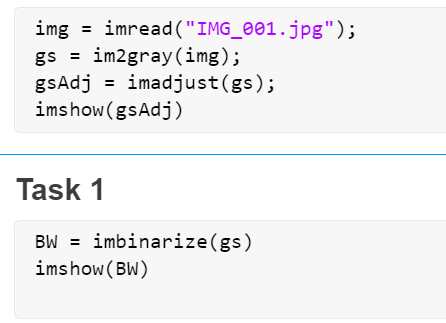 img = imread("IMG_001.jpg");
gs = im2gray(img);
gsAdj = imadjust(gs);
imshow(gsAdj)
Task 1
BW = imbinarize(gs)
imshow(BW)